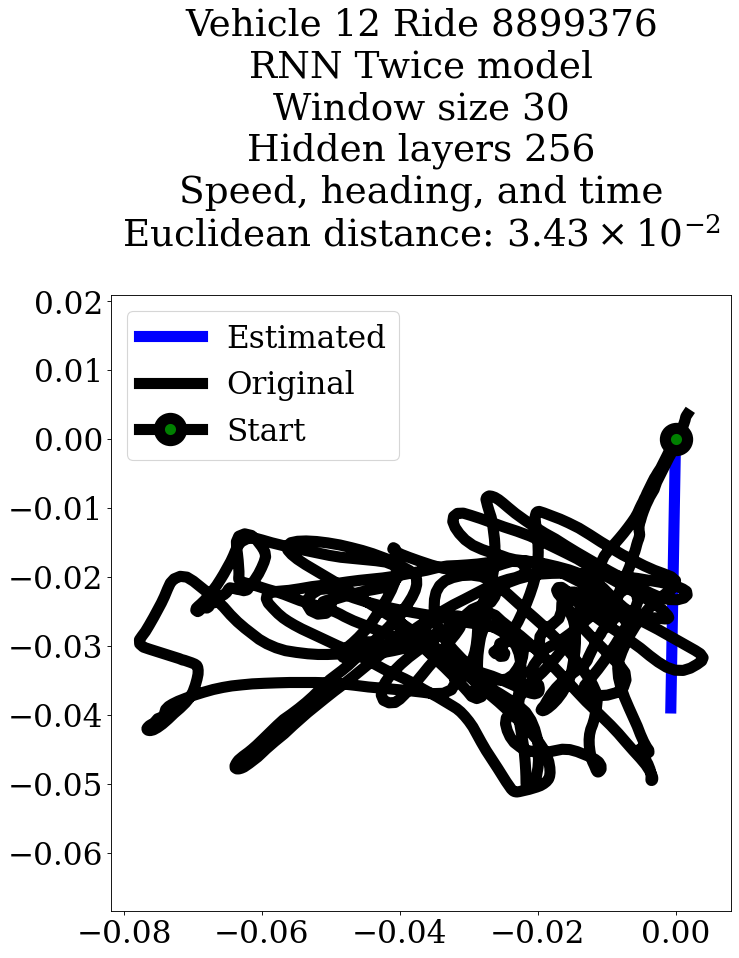 Vehicle 12 Ride 8899376
RNN Twice model
Window size 30
Hidden layers 256
Speed, heading, and time
Euclidean distance: 3.43 × 10⁻²
Estimated
Original
Start
0.02
0.01
0.00
−0.01
−0.02
−0.03
−0.04
−0.05
−0.06
−0.08
−0.06
−0.04
−0.02
0.00